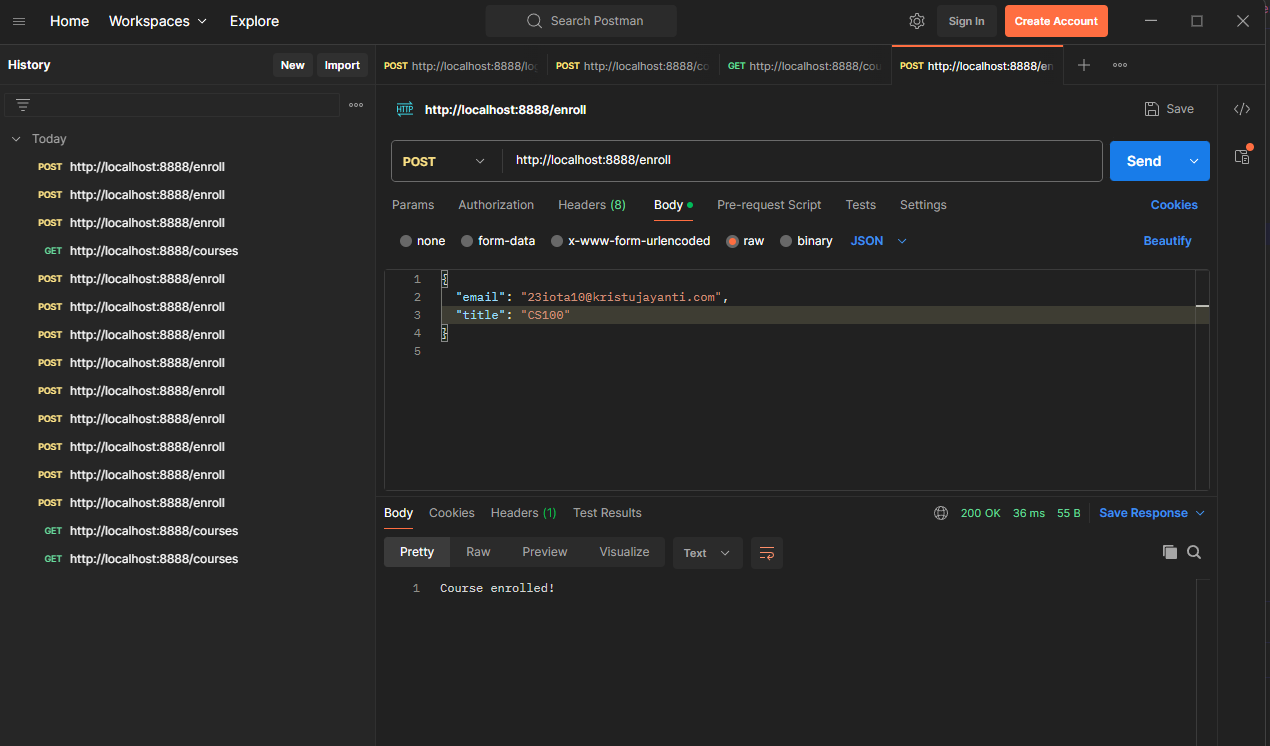 Home Workspaces Explore Search Postman Sign In Create Account
History New Import
POST http://localhost:8888/log POST http://localhost:8888/co GET http://localhost:8888/cou POST http://localhost:8888/en
HTTP http://localhost:8888/enroll Save </>
Today
POST http://localhost:8888/enroll
POST http://localhost:8888/enroll
POST http://localhost:8888/enroll
GET http://localhost:8888/courses
POST http://localhost:8888/enroll
POST http://localhost:8888/enroll
POST http://localhost:8888/enroll
POST http://localhost:8888/enroll
POST http://localhost:8888/enroll
POST http://localhost:8888/enroll
POST http://localhost:8888/enroll
POST http://localhost:8888/enroll
POST http://localhost:8888/enroll
GET http://localhost:8888/courses
GET http://localhost:8888/courses
POST http://localhost:8888/enroll Send
Params Authorization Headers (8) Body Pre-request Script Tests Settings Cookies
none form-data x-www-form-urlencoded raw binary JSON Beautify
1 {
2 "email": "23iota10@kristujayanti.com",
3 "title": "CS100"
4 }
5
Body Cookies Headers (1) Test Results 200 OK 36 ms 55 B Save Response
Pretty Raw Preview Visualize Text
1 Course enrolled!